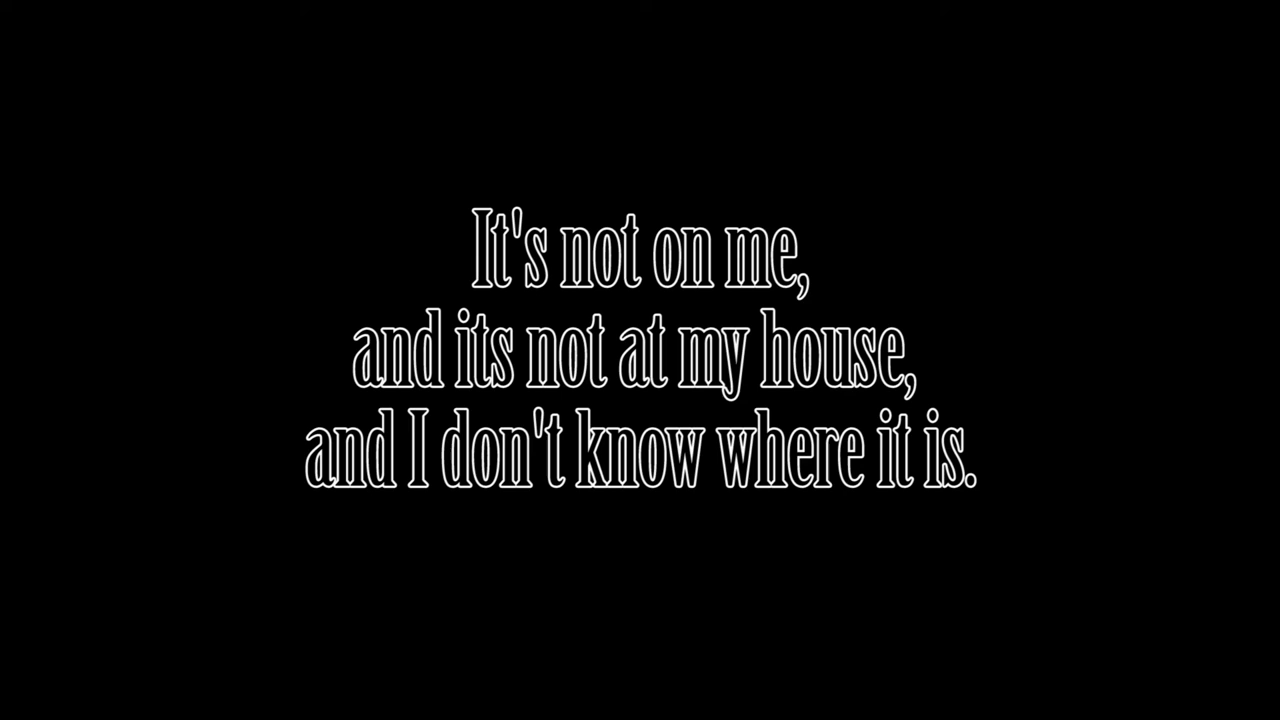 It's not on me,
and its not at my house,
and I don't know where it is.